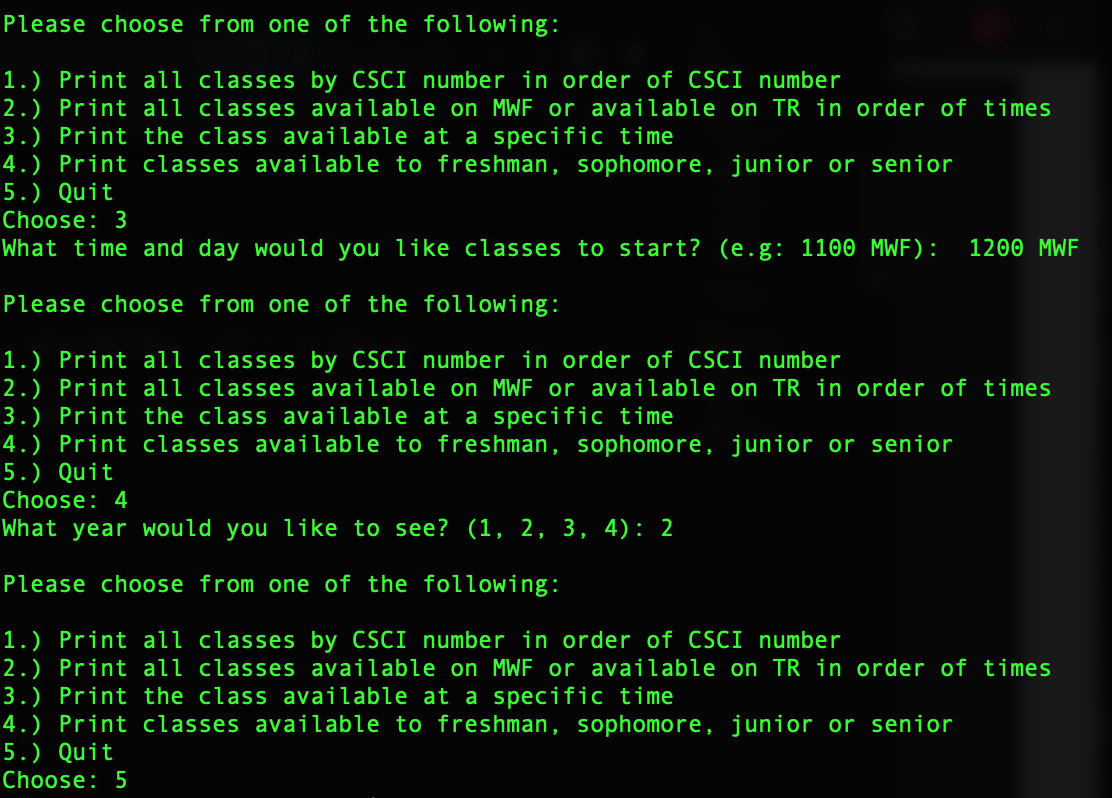 Please choose from one of the following:
1.) Print all classes by CSCI number in order of CSCI number
2.) Print all classes available on MWF or available on TR in order of times
3.) Print the class available at a specific time
4.) Print classes available to freshman, sophomore, junior or senior
5.) Quit
Choose: 3
What time and day would you like classes to start? (e.g: 1100 MWF):  1200 MWF
Please choose from one of the following:
1.) Print all classes by CSCI number in order of CSCI number
2.) Print all classes available on MWF or available on TR in order of times
3.) Print the class available at a specific time
4.) Print classes available to freshman, sophomore, junior or senior
5.) Quit
Choose: 4
What year would you like to see? (1, 2, 3, 4): 2
Please choose from one of the following:
1.) Print all classes by CSCI number in order of CSCI number
2.) Print all classes available on MWF or available on TR in order of times
3.) Print the class available at a specific time
4.) Print classes available to freshman, sophomore, junior or senior
5.) Quit
Choose: 5